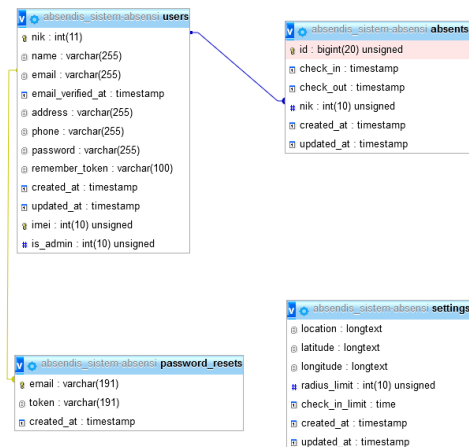 absendis_sistem-absensi users
nik : int(11)
name : varchar(255)
email : varchar(255)
email_verified_at : timestamp
address : varchar(255)
phone : varchar(255)
password : varchar(255)
remember_token : varchar(100)
created_at : timestamp
updated_at : timestamp
imei : int(10) unsigned
is_admin : int(10) unsigned
absendis_sistem-absensi absents
id : bigint(20) unsigned
check_in : timestamp
check_out : timestamp
nik : int(10) unsigned
created_at : timestamp
updated_at : timestamp
absendis_sistem-absensi password_resets
email : varchar(191)
token : varchar(191)
created_at : timestamp
absendis_sistem-absensi settings
location : longtext
latitude : longtext
longitude : longtext
radius_limit : int(10) unsigned
check_in_limit : time
created_at : timestamp
updated_at : timestamp